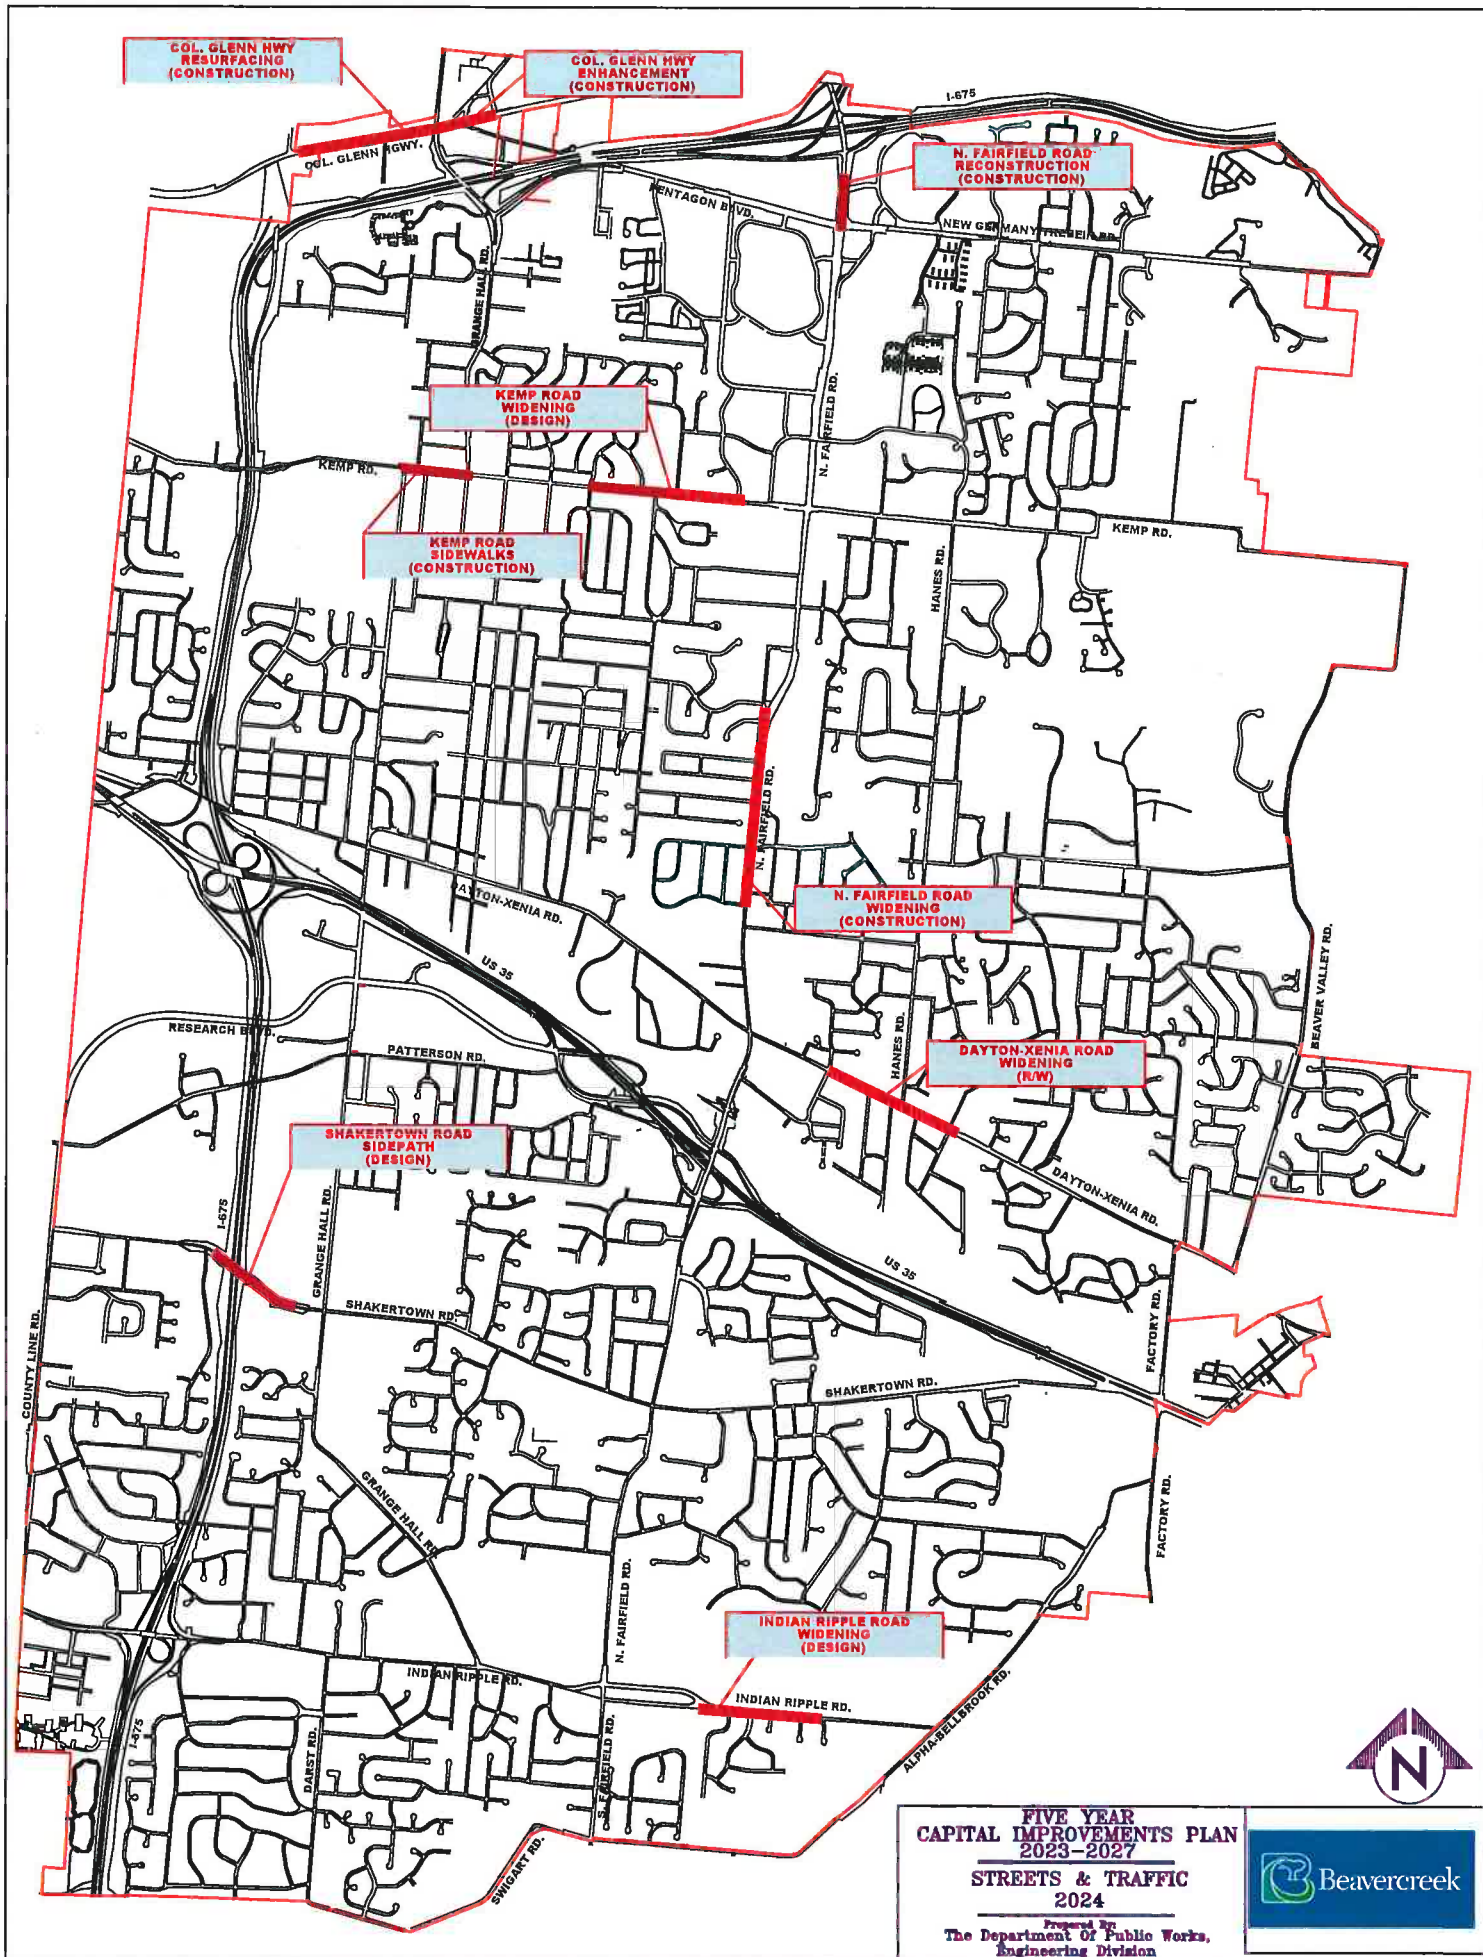 COL. GLENN HWY
RESURFACING
(CONSTRUCTION)
COL. GLENN HWY
ENHANCEMENT
(CONSTRUCTION)
I-675
COL. GLENN HGWY.
N. FAIRFIELD ROAD
RECONSTRUCTION
(CONSTRUCTION)
PENTAGON BLVD.
NEW GERMANY TREBEIN RD.
GRANGE HALL RD.
KEMP ROAD
WIDENING
(DESIGN)
N. FAIRFIELD RD.
KEMP RD.
KEMP RD.
KEMP ROAD
SIDEWALKS
(CONSTRUCTION)
HANES RD.
N. FAIRFIELD RD.
DAYTON-XENIA RD.
N. FAIRFIELD ROAD
WIDENING
(CONSTRUCTION)
US 35
BEAVER VALLEY RD.
RESEARCH BLVD.
PATTERSON RD.
HANES RD.
DAYTON-XENIA ROAD
WIDENING
(R/W)
SHAKERTOWN ROAD
SIDEPATH
(DESIGN)
DAYTON-XENIA RD.
I-675
GRANGE HALL RD.
US 35
SHAKERTOWN RD.
FACTORY RD.
COUNTY LINE RD.
SHAKERTOWN RD.
GRANGE HALL RD.
FACTORY RD.
N. FAIRFIELD RD.
INDIAN RIPPLE ROAD
WIDENING
(DESIGN)
INDIAN RIPPLE RD.
INDIAN RIPPLE RD.
ALPHA-BELLBROOK RD.
I-675
DARST RD.
S. FAIRFIELD RD.
SWIGART RD.
N
FIVE YEAR
CAPITAL IMPROVEMENTS PLAN
2023-2027
STREETS & TRAFFIC
2024
Prepared By:
The Department Of Public Works,
Engineering Division
Beavercreek